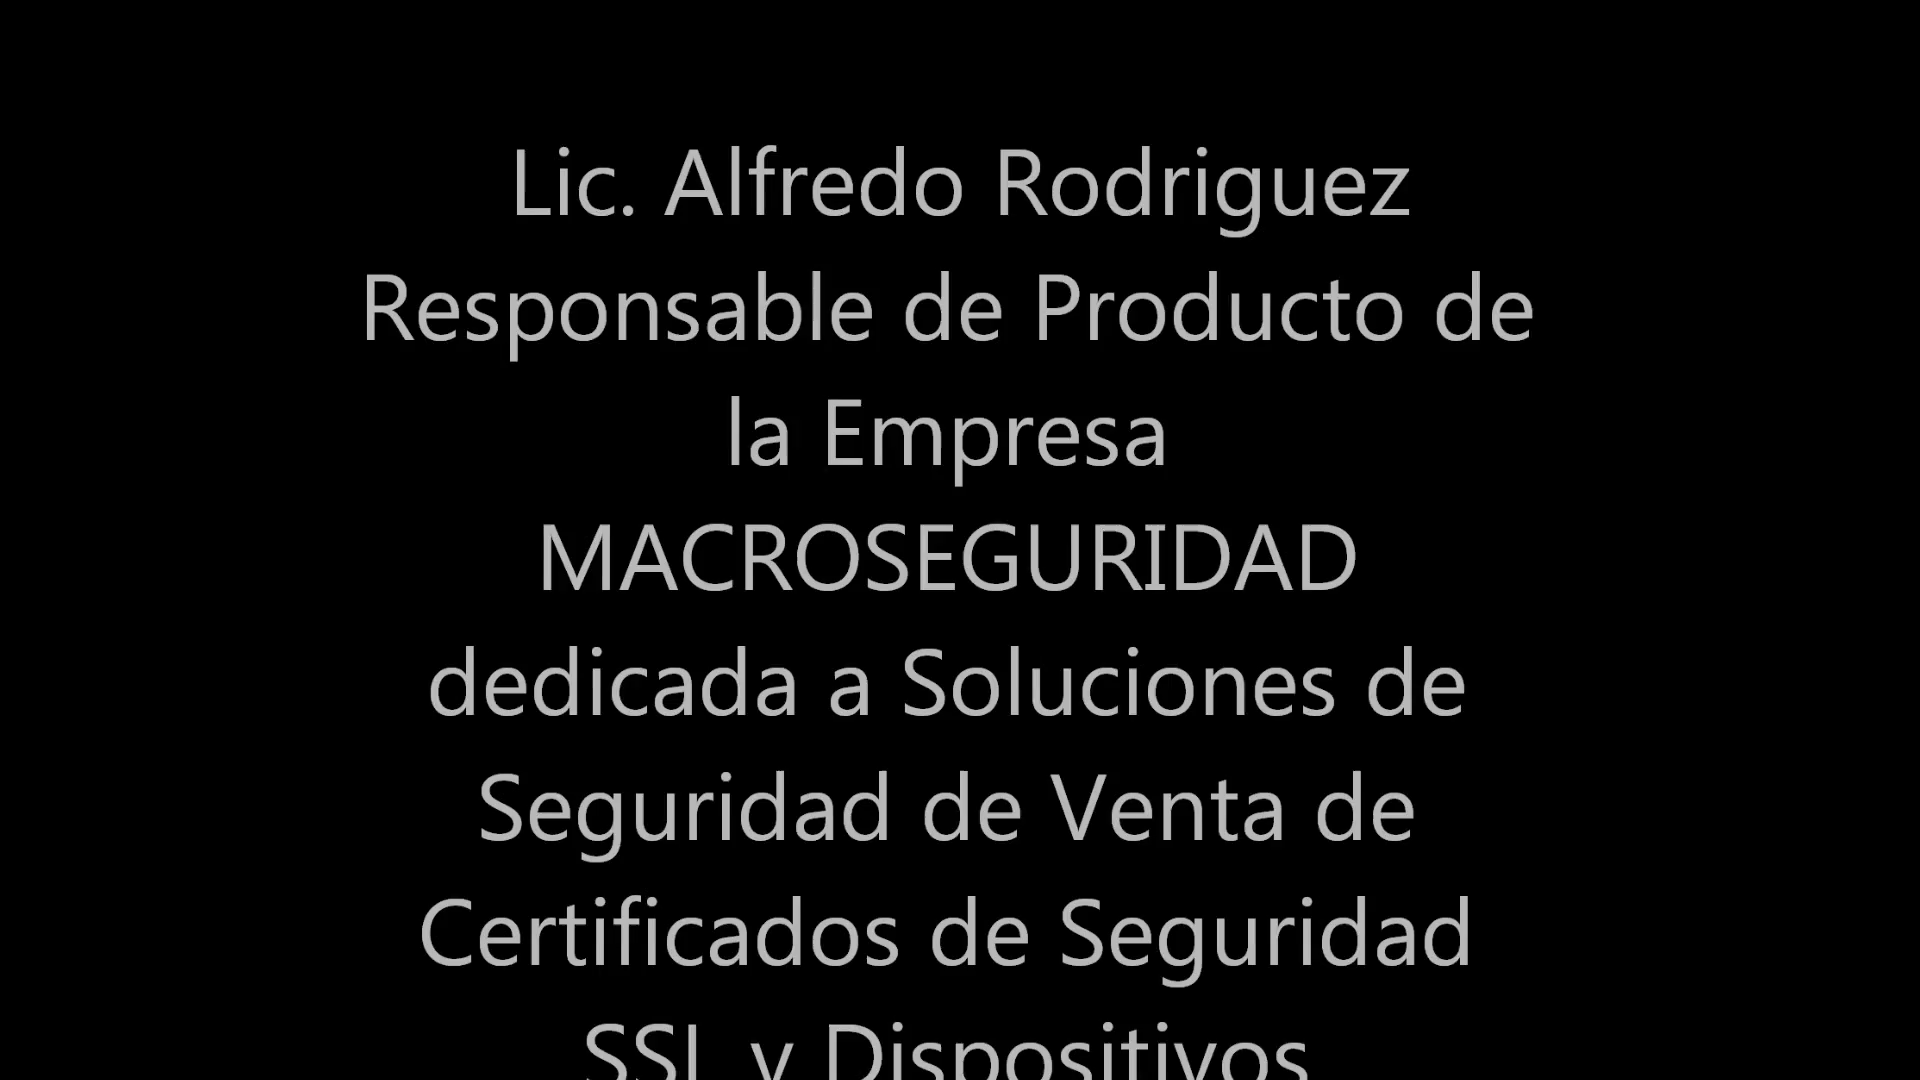 Lic. Alfredo Rodriguez
Responsable de Producto de
la Empresa
MACROSEGURIDAD
dedicada a Soluciones de
Seguridad de Venta de
Certificados de Seguridad
SSL y Dispositivos